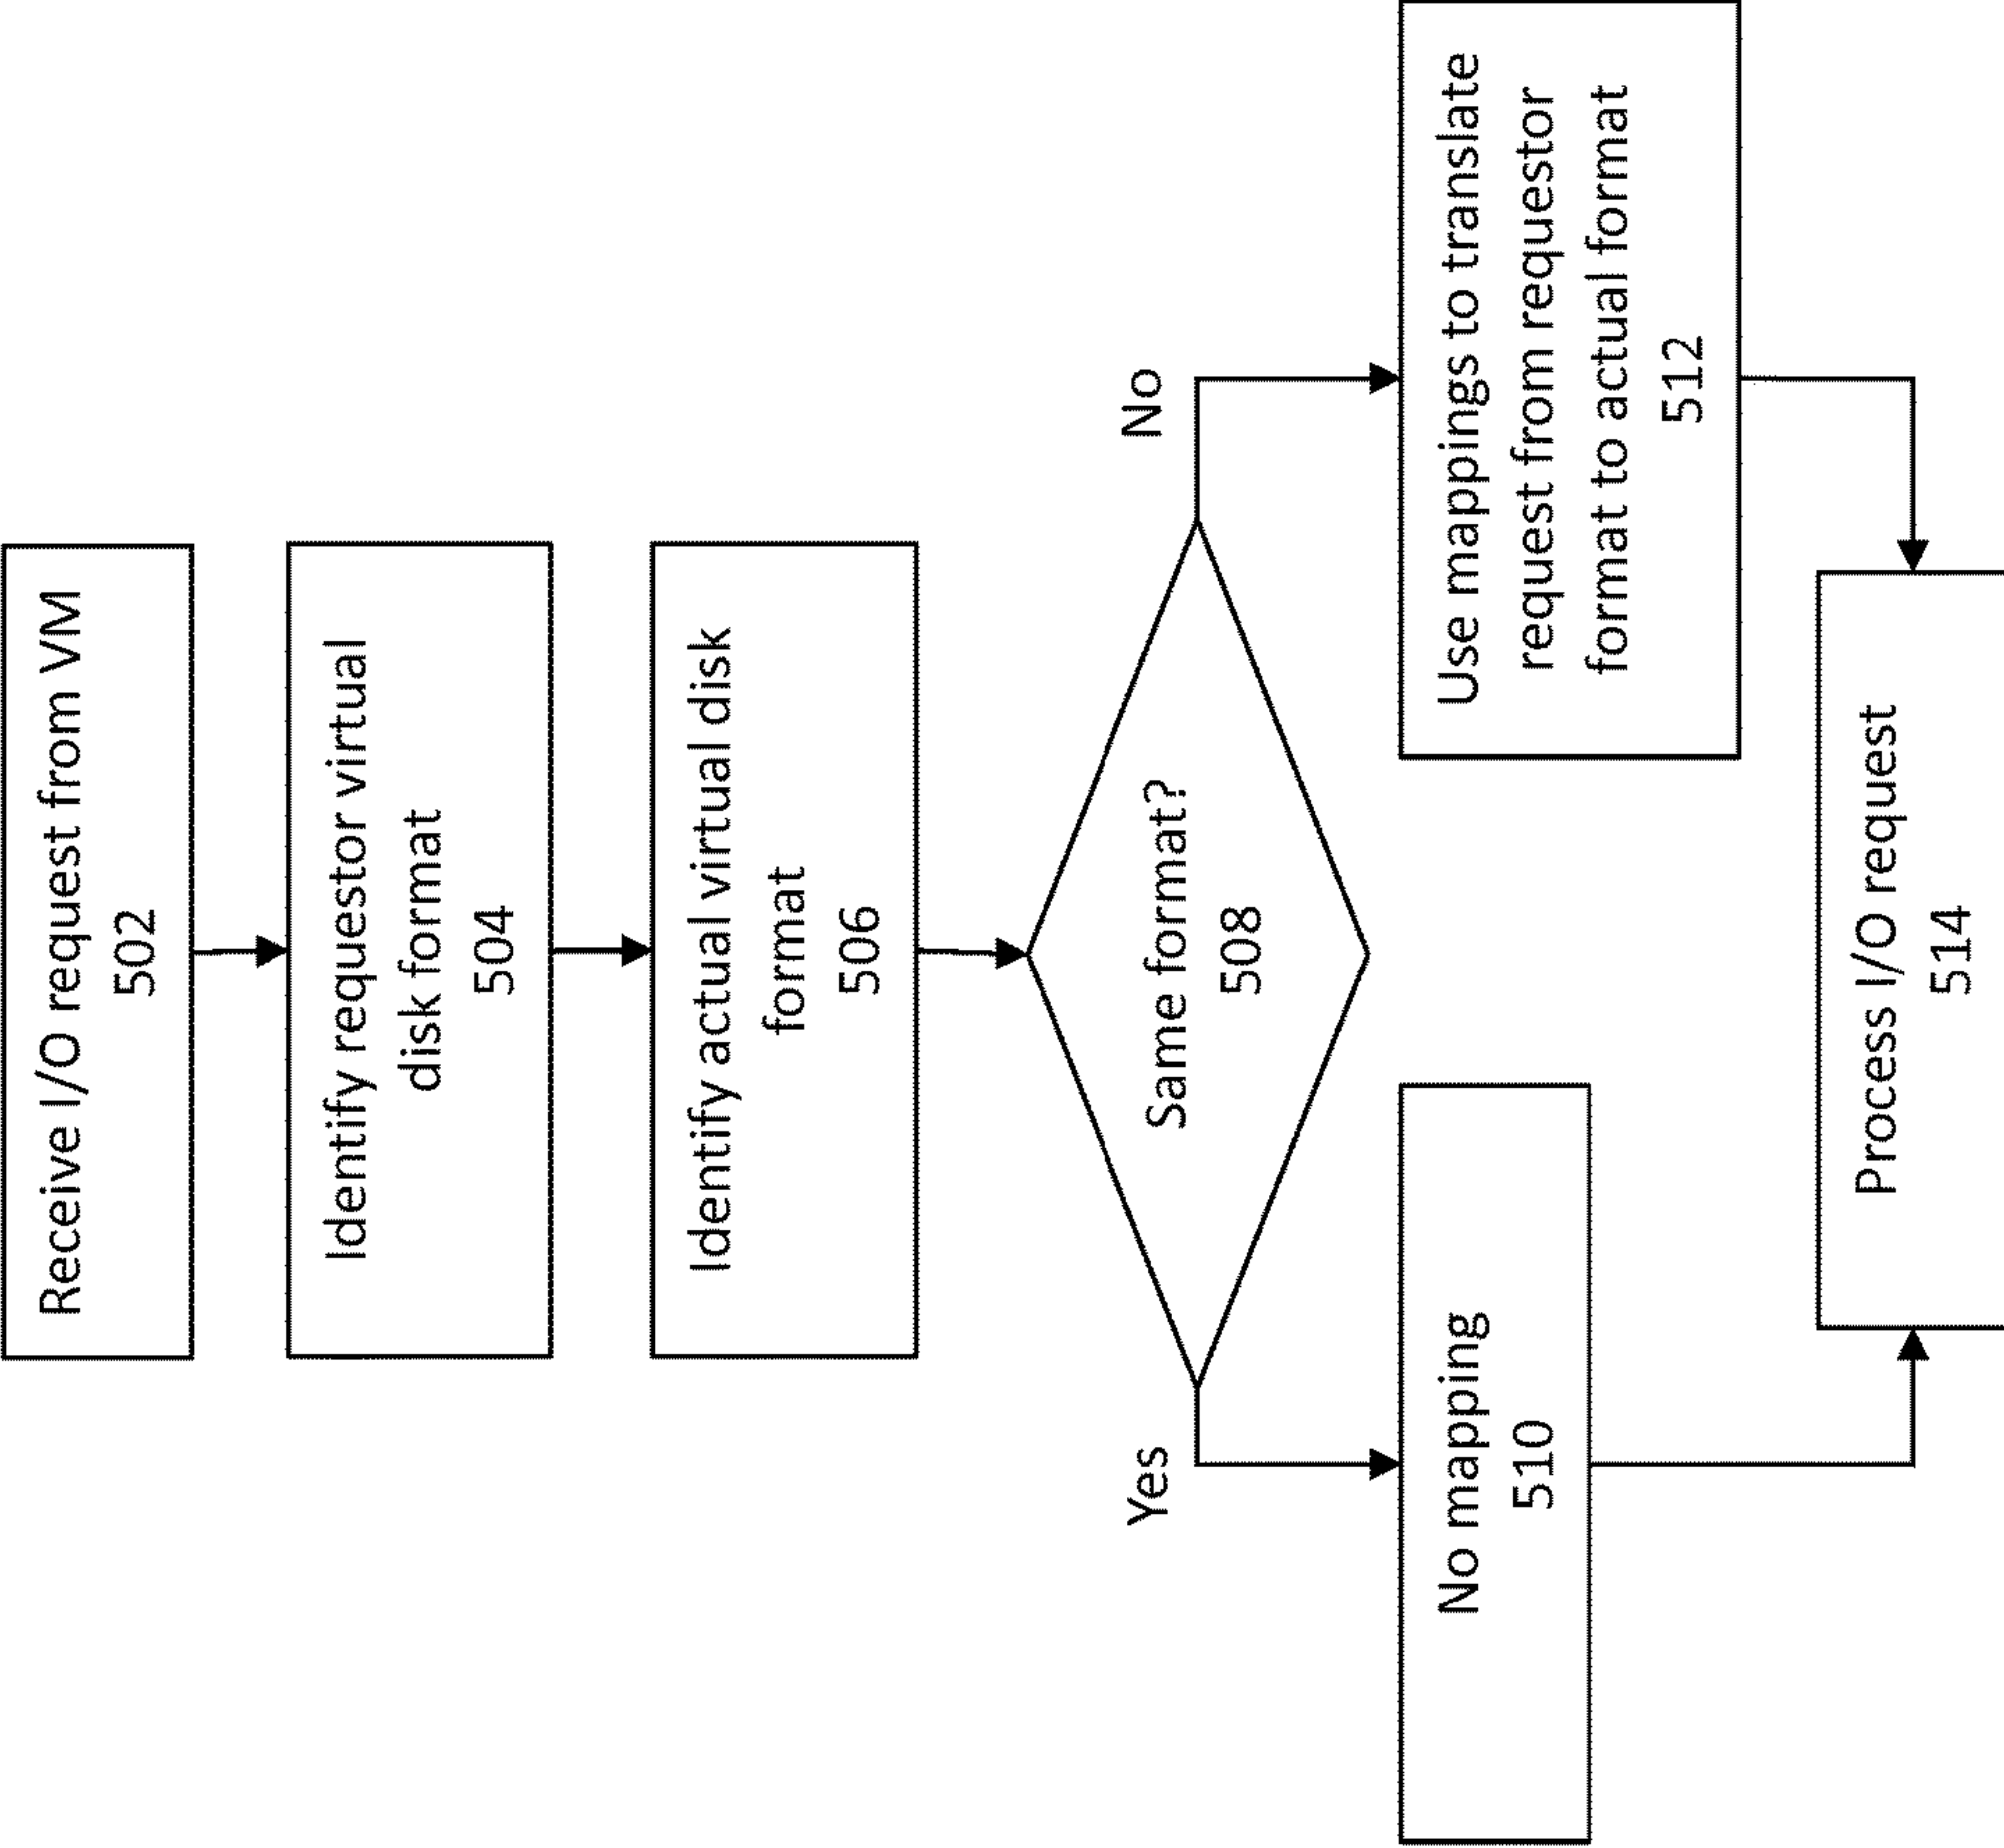 Receive I/O request from VM
502
Identify requestor virtual
disk format
504
Identify actual virtual disk
format
506
Same format?
508
Yes
No
No mapping
510
Use mappings to translate
request from requestor
format to actual format
512
Process I/O request
514